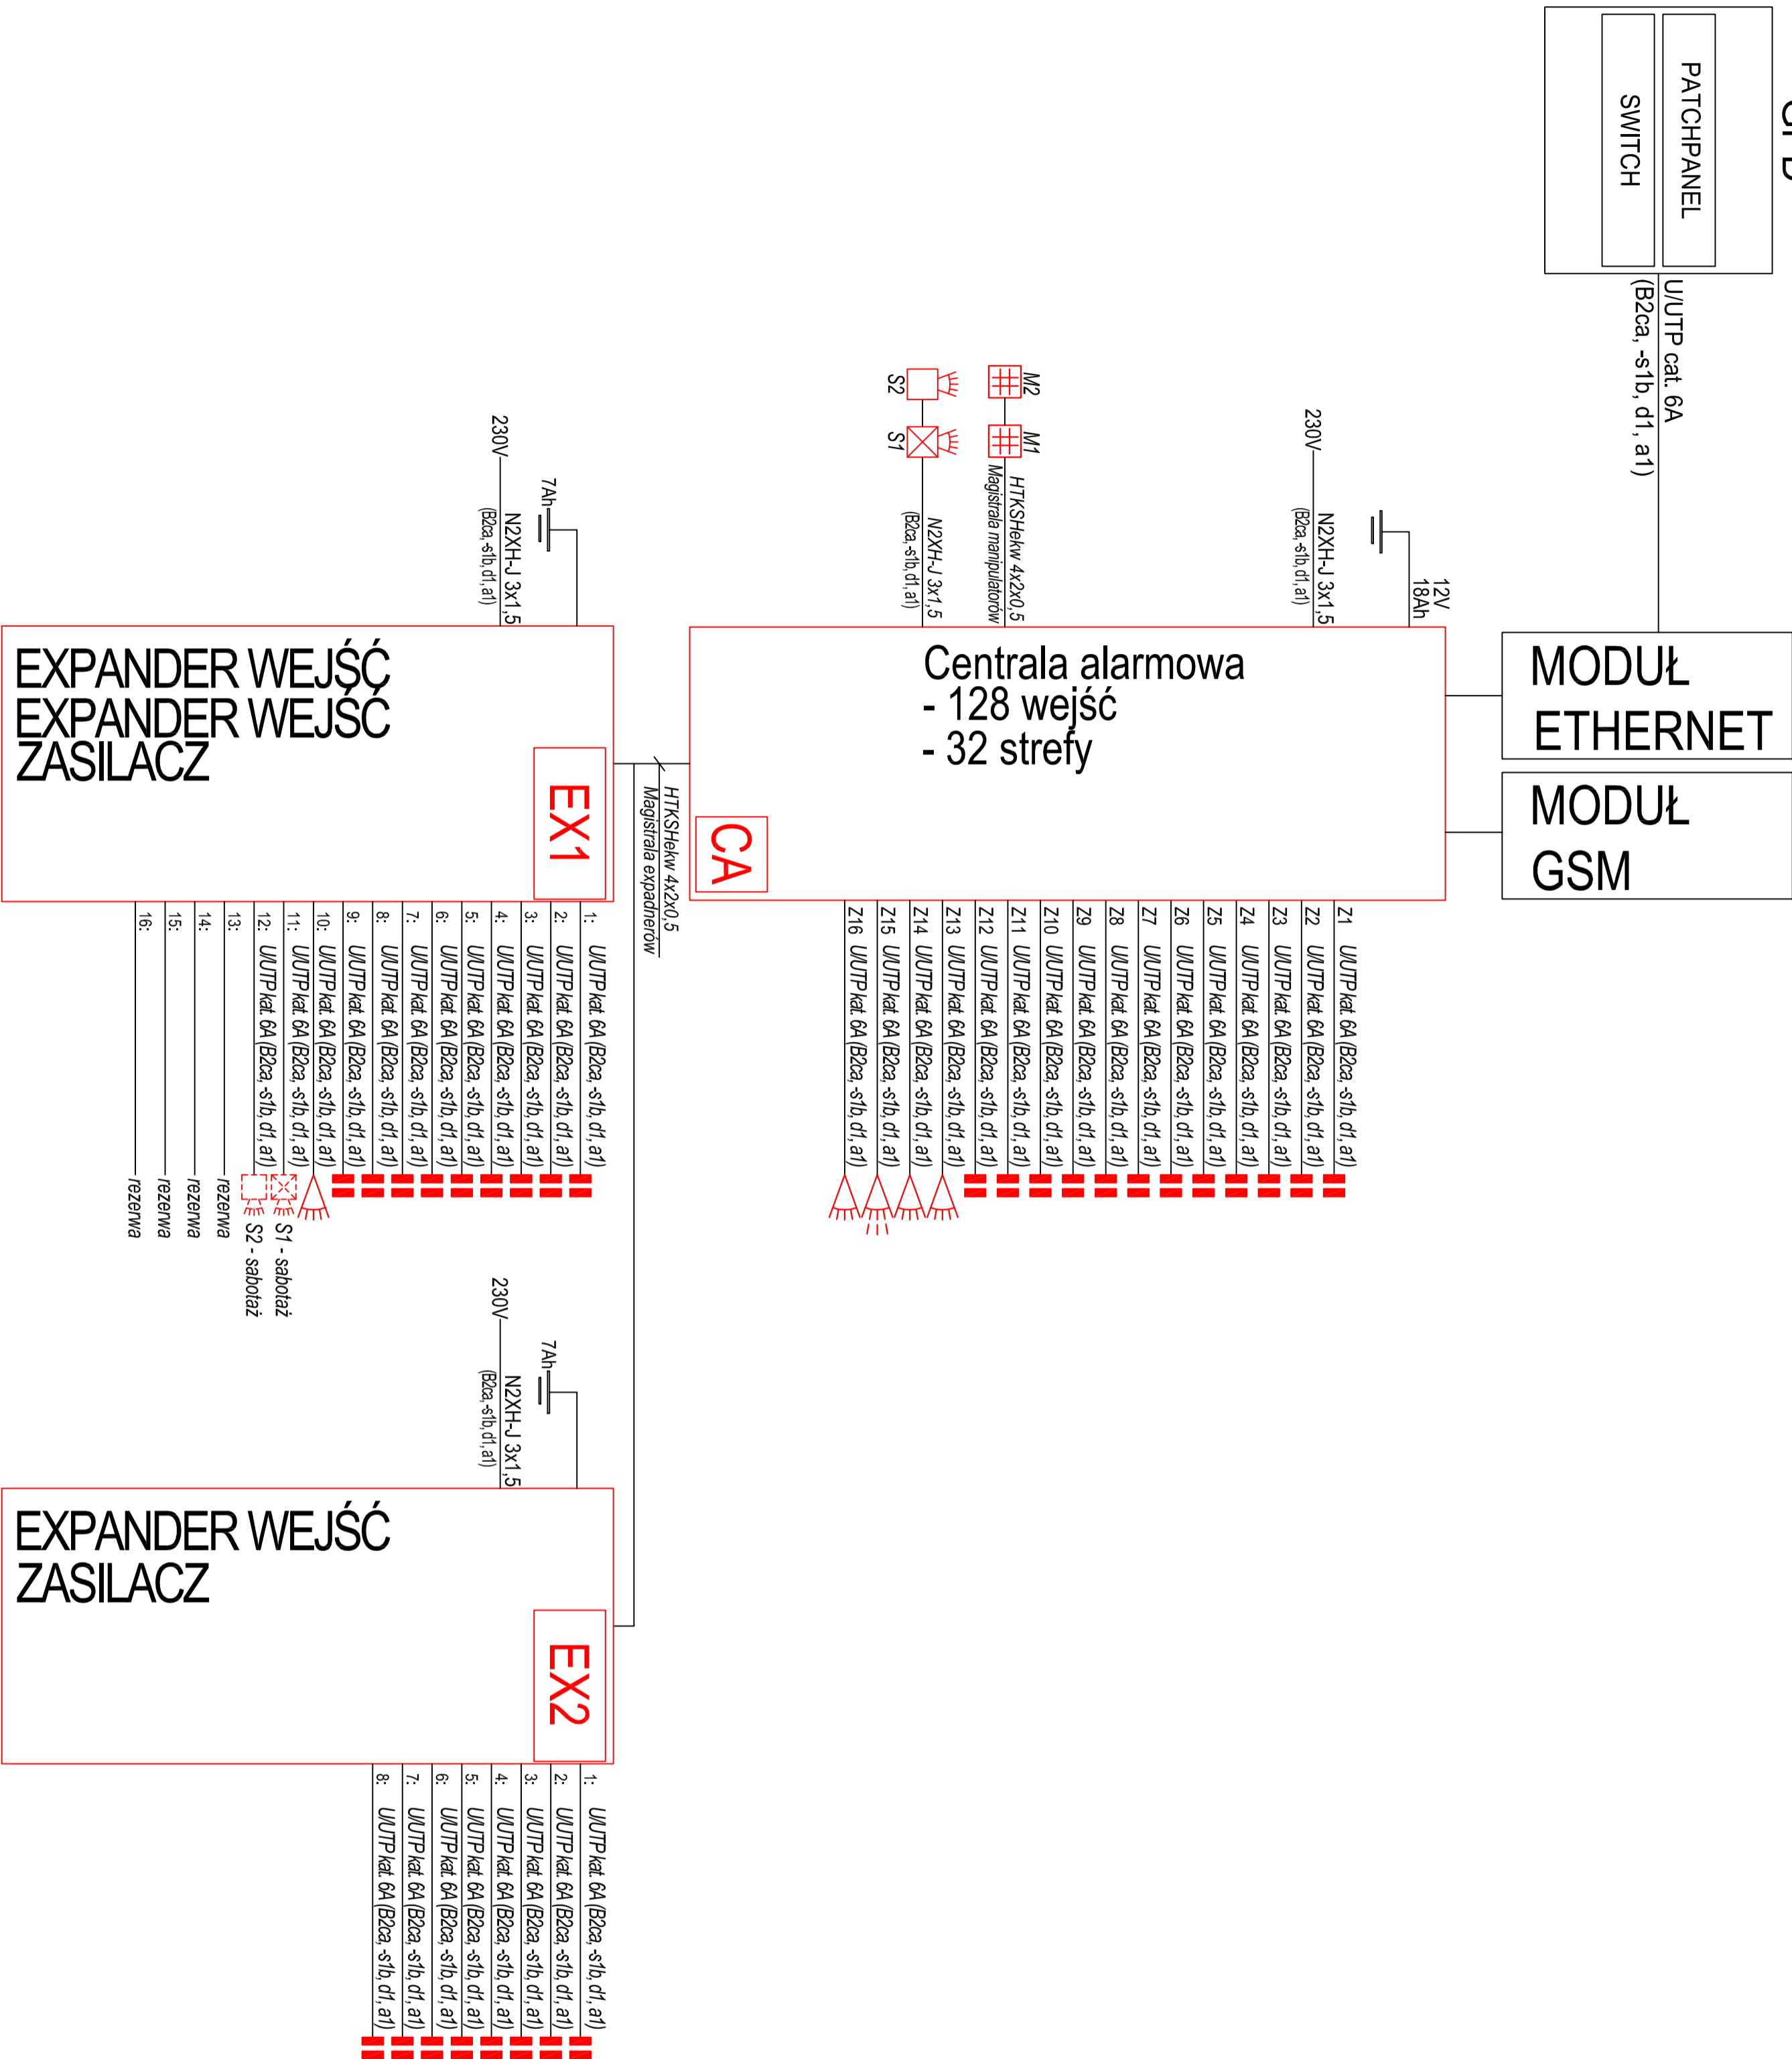 PATCHPANEL
SWITCH
U/UTP cat. 6A
(B2ca, -s1b, d1, a1)
MODUŁ
ETHERNET
MODUŁ
GSM
12V
18Ah
230V
N2XH-J 3x1,5
(B2ca, -s1b, d1, a1)
M2
M1
HTKSHekw 4x2x0,5
Magistrala manipulatorów
S2
S1
N2XH-J 3x1,5
(B2ca, -s1b, d1, a1)
Centrala alarmowa
- 128 wejść
- 32 strefy
CA
Z1 U/UTP kat. 6A (B2ca, -s1b, d1, a1)
Z2 U/UTP kat. 6A (B2ca, -s1b, d1, a1)
Z3 U/UTP kat. 6A (B2ca, -s1b, d1, a1)
Z4 U/UTP kat. 6A (B2ca, -s1b, d1, a1)
Z5 U/UTP kat. 6A (B2ca, -s1b, d1, a1)
Z6 U/UTP kat. 6A (B2ca, -s1b, d1, a1)
Z7 U/UTP kat. 6A (B2ca, -s1b, d1, a1)
Z8 U/UTP kat. 6A (B2ca, -s1b, d1, a1)
Z9 U/UTP kat. 6A (B2ca, -s1b, d1, a1)
Z10 U/UTP kat. 6A (B2ca, -s1b, d1, a1)
Z11 U/UTP kat. 6A (B2ca, -s1b, d1, a1)
Z12 U/UTP kat. 6A (B2ca, -s1b, d1, a1)
Z13 U/UTP kat. 6A (B2ca, -s1b, d1, a1)
Z14 U/UTP kat. 6A (B2ca, -s1b, d1, a1)
Z15 U/UTP kat. 6A (B2ca, -s1b, d1, a1)
Z16 U/UTP kat. 6A (B2ca, -s1b, d1, a1)
HTKSHekw 4x2x0,5
Magistrala expadnerów
7Ah
230V
N2XH-J 3x1,5
(B2ca, -s1b, d1, a1)
EXPANDER WEJŚĆ
EXPANDER WEJŚĆ
ZASILACZ
EX1
1: U/UTP kat. 6A (B2ca, -s1b, d1, a1)
2: U/UTP kat. 6A (B2ca, -s1b, d1, a1)
3: U/UTP kat. 6A (B2ca, -s1b, d1, a1)
4: U/UTP kat. 6A (B2ca, -s1b, d1, a1)
5: U/UTP kat. 6A (B2ca, -s1b, d1, a1)
6: U/UTP kat. 6A (B2ca, -s1b, d1, a1)
7: U/UTP kat. 6A (B2ca, -s1b, d1, a1)
8: U/UTP kat. 6A (B2ca, -s1b, d1, a1)
9: U/UTP kat. 6A (B2ca, -s1b, d1, a1)
10: U/UTP kat. 6A (B2ca, -s1b, d1, a1)
11: U/UTP kat. 6A (B2ca, -s1b, d1, a1) S1 - sabotaż
12: U/UTP kat. 6A (B2ca, -s1b, d1, a1) S2 - sabotaż
13: rezerwa
14: rezerwa
15: rezerwa
16: rezerwa
7Ah
230V
N2XH-J 3x1,5
(B2ca, -s1b, d1, a1)
EXPANDER WEJŚĆ
ZASILACZ
EX2
1: U/UTP kat. 6A (B2ca, -s1b, d1, a1)
2: U/UTP kat. 6A (B2ca, -s1b, d1, a1)
3: U/UTP kat. 6A (B2ca, -s1b, d1, a1)
4: U/UTP kat. 6A (B2ca, -s1b, d1, a1)
5: U/UTP kat. 6A (B2ca, -s1b, d1, a1)
6: U/UTP kat. 6A (B2ca, -s1b, d1, a1)
7: U/UTP kat. 6A (B2ca, -s1b, d1, a1)
8: U/UTP kat. 6A (B2ca, -s1b, d1, a1)